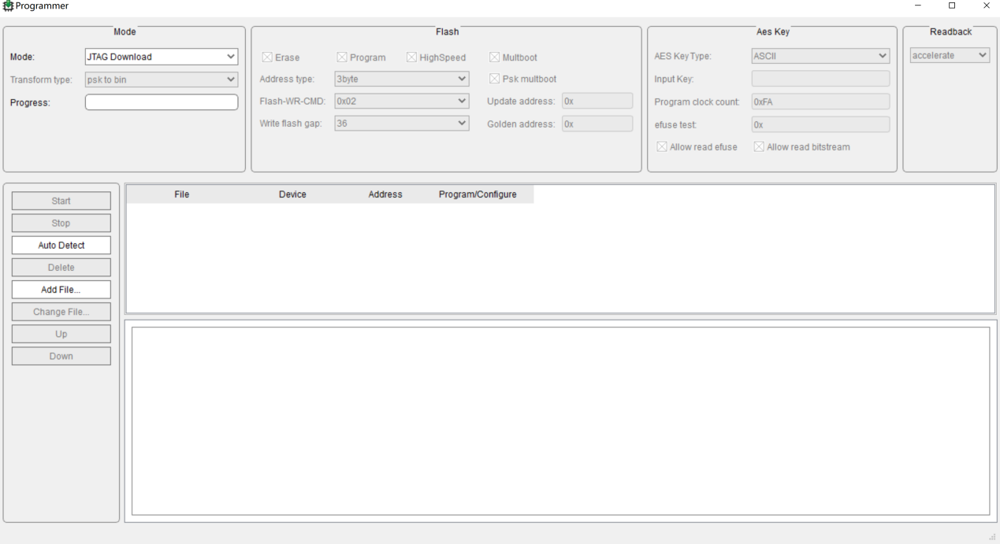 Programmer
Mode
Mode: JTAG Download
Transform type: psk to bin
Progress:
Flash
Erase Program HighSpeed Multboot
Address type: 3byte Psk multboot
Flash-WR-CMD: 0x02 Update address: 0x
Write flash gap: 36 Golden address: 0x
Aes Key
AES KeyType: ASCII
Input Key:
Program clock count: 0xFA
efuse test: 0x
Allow read efuse Allow read bitstream
Readback
accelerate
Start
Stop
Auto Detect
Delete
Add File...
Change File...
Up
Down
File Device Address Program/Configure